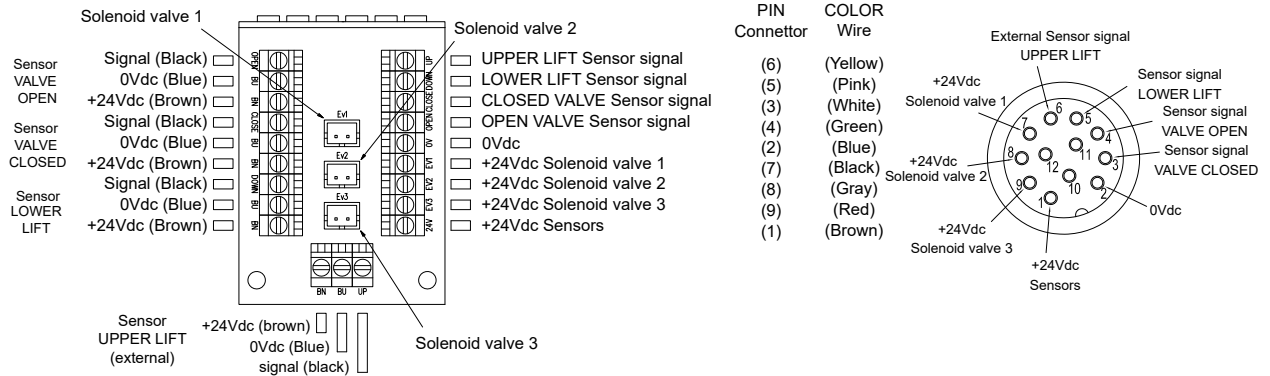 Solenoid valve 1
Solenoid valve 2
Sensor
VALVE
OPEN
Signal (Black)
0Vdc (Blue)
+24Vdc (Brown)
Sensor
VALVE
CLOSED
Signal (Black)
0Vdc (Blue)
+24Vdc (Brown)
Sensor
LOWER
LIFT
Signal (Black)
0Vdc (Blue)
+24Vdc (Brown)
OPEN
BU
BN
CLOSE
BU
BN
DOWN
BU
BN
Ev1
Ev2
Ev3
UP
DOWN
CLOSE
OPEN
0V
EV1
EV2
EV3
24V
UPPER LIFT Sensor signal
LOWER LIFT Sensor signal
CLOSED VALVE Sensor signal
OPEN VALVE Sensor signal
0Vdc
+24Vdc Solenoid valve 1
+24Vdc Solenoid valve 2
+24Vdc Solenoid valve 3
+24Vdc Sensors
BN BU UP
Sensor
UPPER LIFT
(external)
+24Vdc (brown)
0Vdc (Blue)
signal (black)
Solenoid valve 3
PIN COLOR
Connettor Wire
(6) (Yellow)
(5) (Pink)
(3) (White)
(4) (Green)
(2) (Blue)
(7) (Black)
(8) (Gray)
(9) (Red)
(1) (Brown)
External Sensor signal
UPPER LIFT
+24Vdc
Solenoid valve 1
Sensor signal
LOWER LIFT
Sensor signal
VALVE OPEN
Sensor signal
VALVE CLOSED
+24Vdc
Solenoid valve 2
0Vdc
+24Vdc
Solenoid valve 3
+24Vdc
Sensors
6
5
7
4
11
8
12
3
9
10
1
2